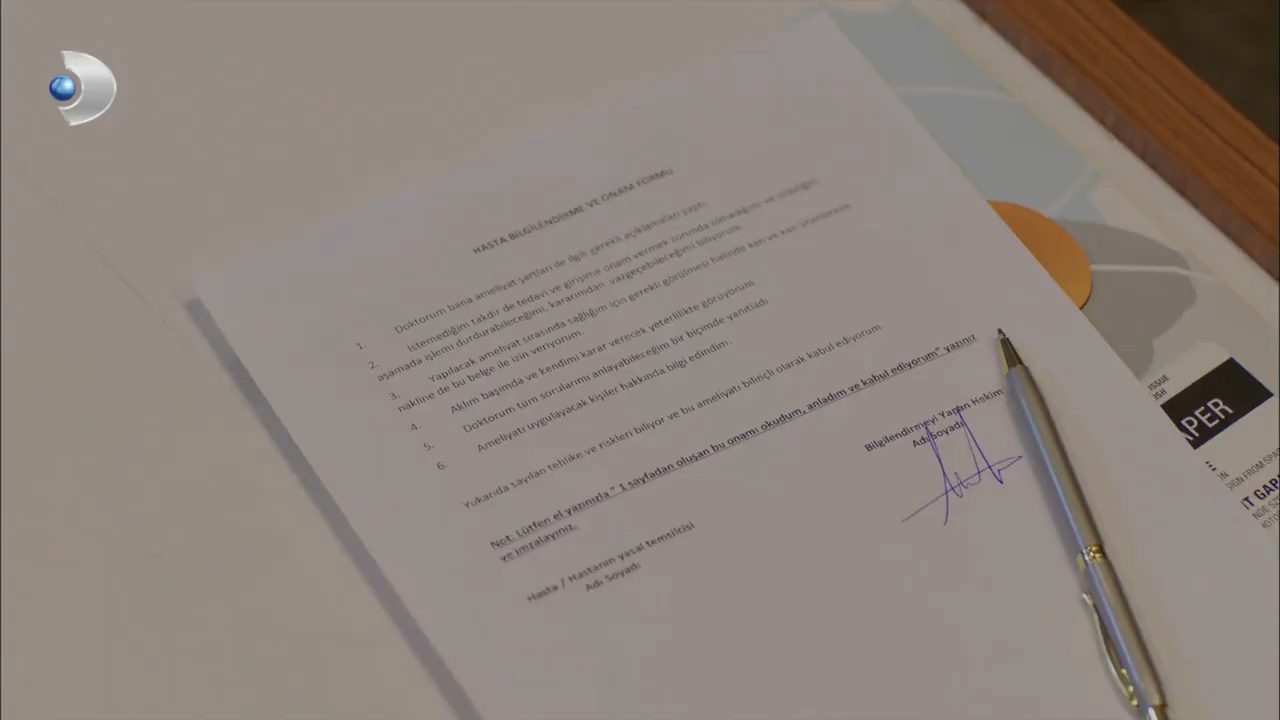 HASTA BİLGİLENDİRME VE ONAM FORMU
1. Doktorum bana ameliyat şartları ile ilgili gerekli açıklamaları yaptı.
2. İstemediğim takdir de tedavi ve girişime onam vermek zorunda olmadığımı ve istediğim
aşamada işlemi durdurabileceğimi, kararımdan vazgeçebileceğimi biliyorum
3. Yapılacak ameliyat sırasında sağlığım için gerekli görülmesi halinde kan ve kan ürünlerinin
nakline de bu belge ile izin veriyorum.
4. Aklım başımda ve kendimi karar verecek yeterlilikte görüyorum
5. Doktorum tüm sorularımı anlayabileceğim bir biçimde yanıtladı
6. Ameliyatı uygulayacak kişiler hakkında bilgi edindim.
Yukarıda sayılan tehlike ve riskleri biliyor ve bu ameliyatı bilinçli olarak kabul ediyorum
Not: Lütfen el yazınızla " 1 sayfadan oluşan bu onamı okudum, anladım ve kabul ediyorum" yazınız
ve imzalayınız.
Bilgilendirmeyi Yapan Hekim
Adı Soyadı
Hasta / Hastanın yasal temsilcisi
Adı Soyadı
ISSUE
APER
SIGN FROM SPA